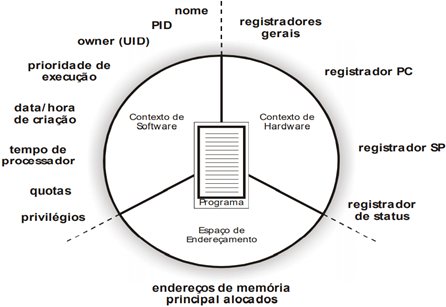 nome
PID
owner (UID)
prioridade de
execução
data/hora
de criação
tempo de
processador
quotas
privilégios
registradores
gerais
registrador PC
registrador SP
registrador
de status
Contexto de
Software
Contexto de
Hardware
Programa
Espaço de
Endereçamento
endereços de memória
principal alocados